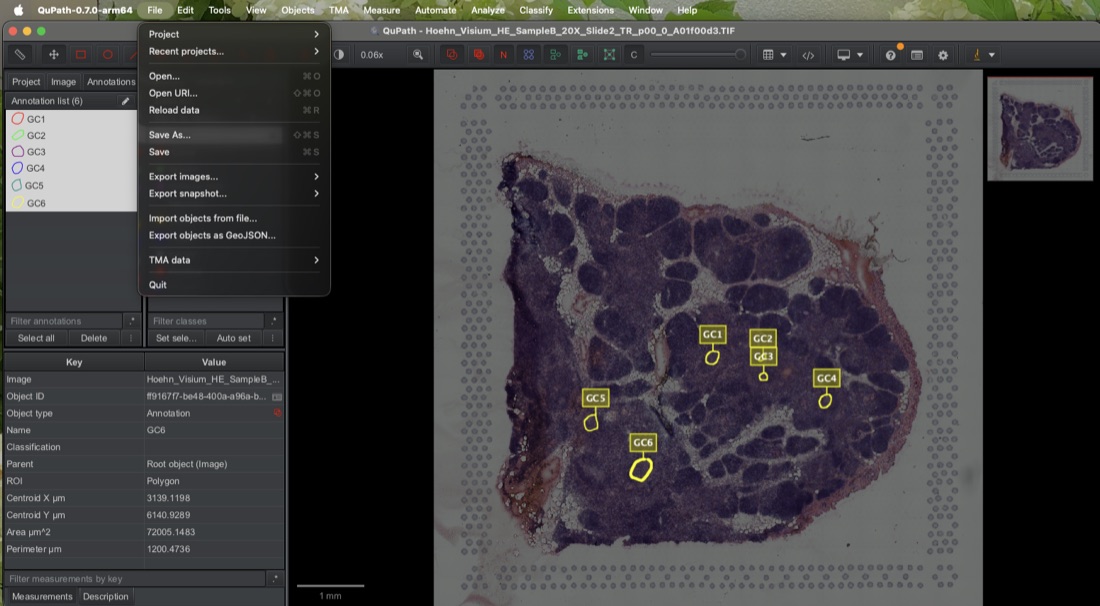 QuPath-0.7.0-arm64 File Edit Tools View Objects TMA Measure Automate Analyze Classify Extensions Window Help
QuPath - Hoehn_Visium_HE_SampleB_20X_Slide2_TR_p00_0_A01f00d3.TIF
0.06x
N
C
Project
Recent projects...
Open... ⌘ O
Open URI... ⇧⌘ O
Reload data ⌘ R
Save As... ⇧⌘ S
Save ⌘ S
Export images...
Export snapshot...
Import objects from file...
Export objects as GeoJSON...
TMA data
Quit
Project Image Annotations
Annotation list (6)
GC1
GC2
GC3
GC4
GC5
GC6
Filter annotations .* Filter classes .*
Select all Delete Set sele... Auto set
Key Value
Image Hoehn_Visium_HE_SampleB_...
Object ID ff9167f7-be48-400a-a96a-b...
Object type Annotation
Name GC6
Classification
Parent Root object (Image)
ROI Polygon
Centroid X µm 3139.1198
Centroid Y µm 6140.9289
Area µm^2 72005.1483
Perimeter µm 1200.4736
Filter measurements by key .*
Measurements Description
GC1
GC2
GC3
GC4
GC5
GC6
1 mm